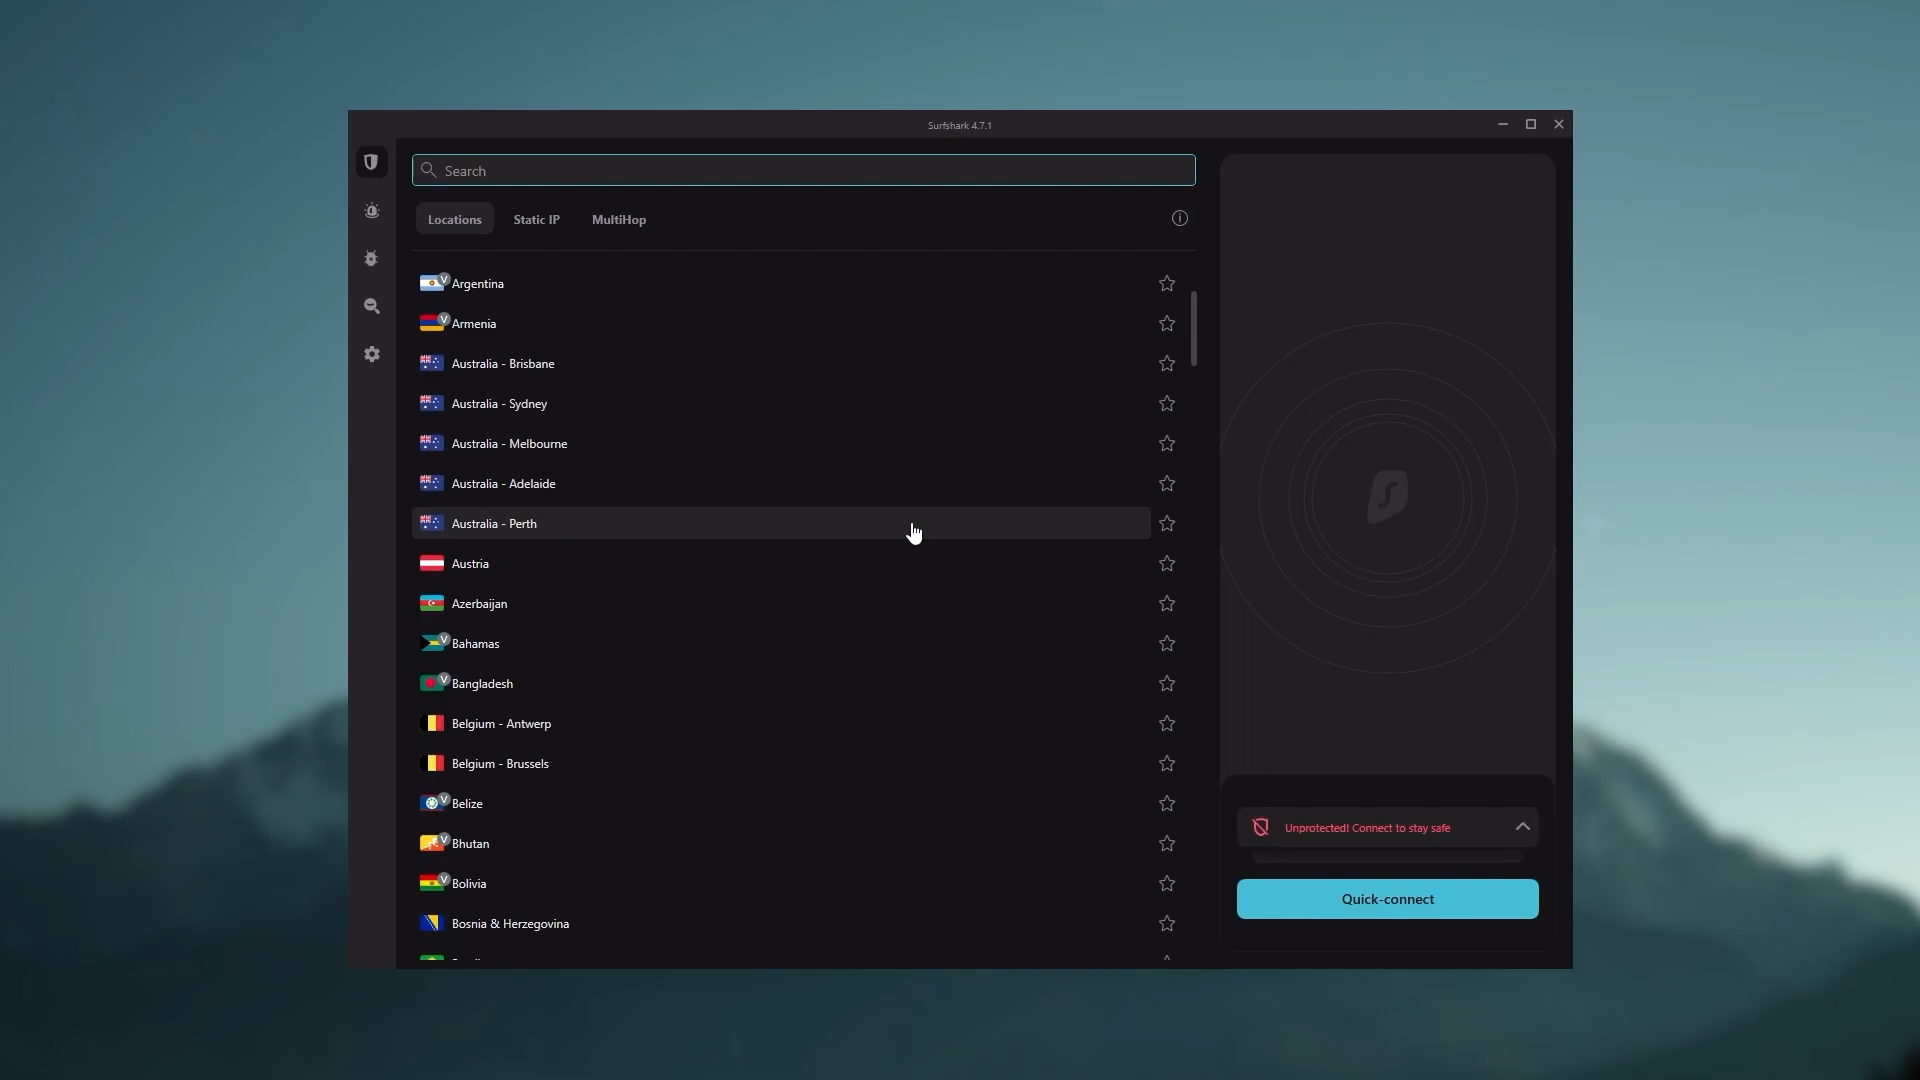 Surfshark 4.7.1
Search
Locations
Static IP
MultiHop
V Argentina
V Armenia
Australia - Brisbane
Australia - Sydney
Australia - Melbourne
Australia - Adelaide
Australia - Perth
Austria
Azerbaijan
V Bahamas
V Bangladesh
Belgium - Antwerp
Belgium - Brussels
V Belize
V Bhutan
V Bolivia
Bosnia & Herzegovina
Unprotected! Connect to stay safe
Quick-connect